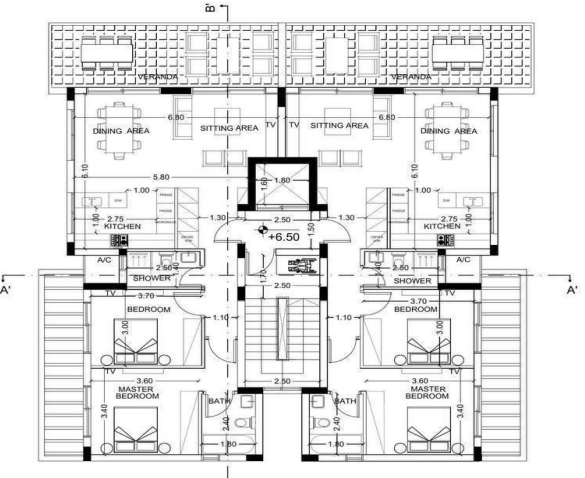 B'
VERANDA VERANDA
6.80 TV TV 6.80
DINING AREA SITTING AREA SITTING AREA DINING AREA
6.10 6.10
5.80 1.60 1.80
1.00 1.00
2.75 1.30 2.50 1.30 2.75
1.00 1.00
KITCHEN +6.50 1.50 KITCHEN
A/C 2.50 2.40 1.70 2.40 2.50 A/C
SHOWER SHOWER
A' A'
TV 3.70 2.50 3.70 TV
BEDROOM BEDROOM
3.00 1.10 1.10 3.00
TV TV
3.60 2.50 3.60
MASTER MASTER
BEDROOM BEDROOM
3.40 BATH BATH 3.40
2.40 2.40
1.80 1.80